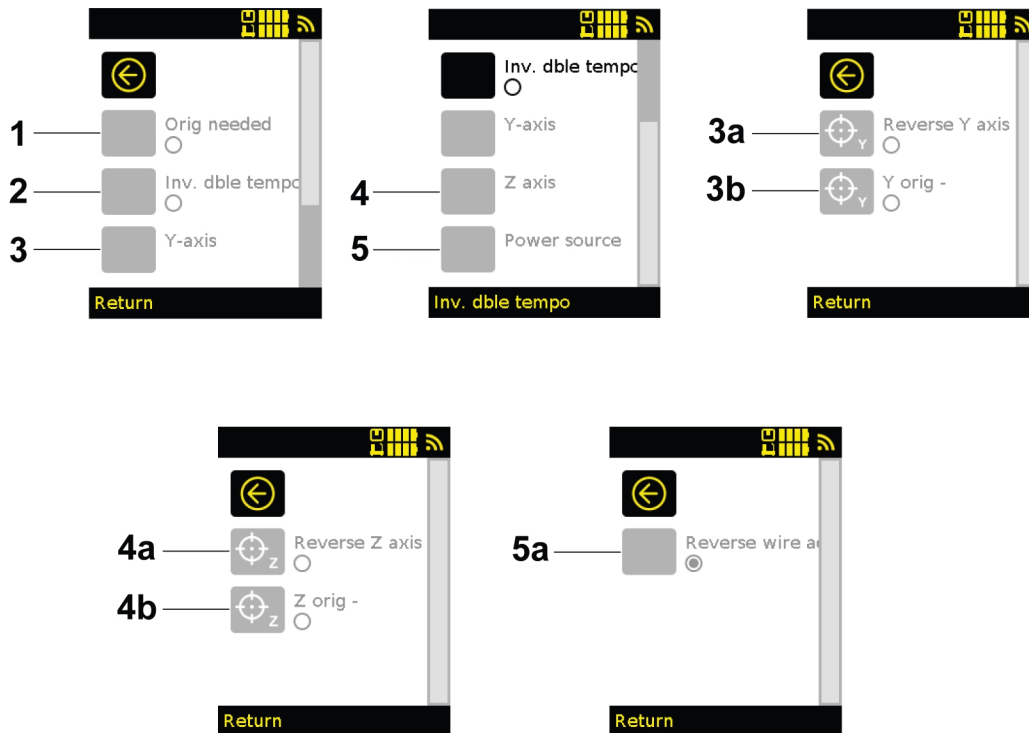 1
Orig needed
2
Inv. dble tempo
3
Y-axis
Return
Inv. dble tempo
Y-axis
4
Z axis
5
Power source
Inv. dble tempo
3a
Reverse Y axis
Y
3b
Y orig -
Y
Return
4a
Reverse Z axis
Z
4b
Z orig -
Z
Return
5a
Reverse wire a
Return